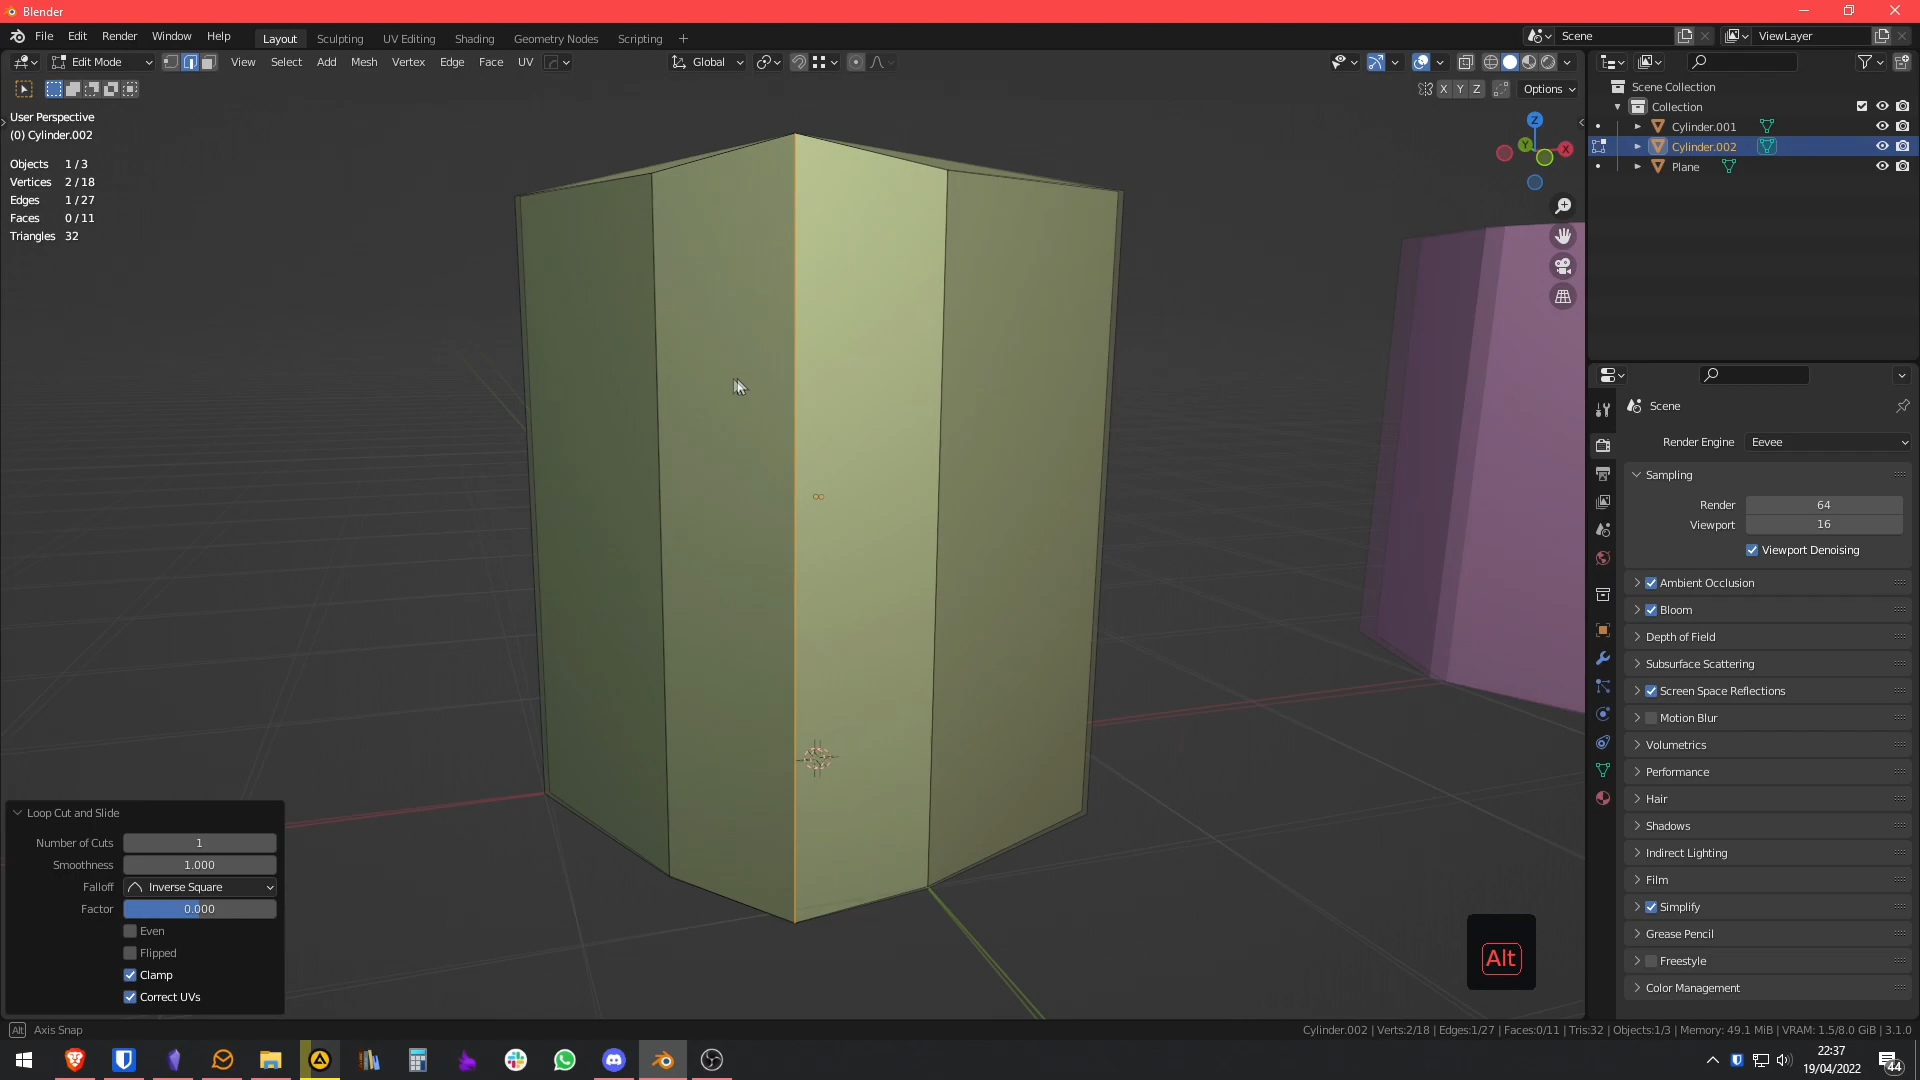 Blender
File Edit Render Window Help
Layout Sculpting UV Editing Shading Geometry Nodes Scripting +
Scene
ViewLayer
Edit Mode
View Select Add Mesh Vertex Edge Face UV
Global
X Y Z
Options
User Perspective
(0) Cylinder.002
Objects 1 / 3
Vertices 2 / 18
Edges 1 / 27
Faces 0 / 11
Triangles 32
Z
Y
X
Scene Collection
Collection
Cylinder.001
Cylinder.002
Plane
Scene
Render Engine Eevee
Sampling
Render 64
Viewport 16
Viewport Denoising
Ambient Occlusion
Bloom
Depth of Field
Subsurface Scattering
Screen Space Reflections
Motion Blur
Volumetrics
Performance
Hair
Shadows
Indirect Lighting
Film
Simplify
Grease Pencil
Freestyle
Color Management
Loop Cut and Slide
Number of Cuts 1
Smoothness 1.000
Falloff Inverse Square
Factor 0.000
Even
Flipped
Clamp
Correct UVs
Alt
Alt Axis Snap
Cylinder.002 | Verts:2/18 | Edges:1/27 | Faces:0/11 | Tris:32 | Objects:1/3 | Memory: 49.1 MiB | VRAM: 1.5/8.0 GiB | 3.1.0
22:37
19/04/2022
44